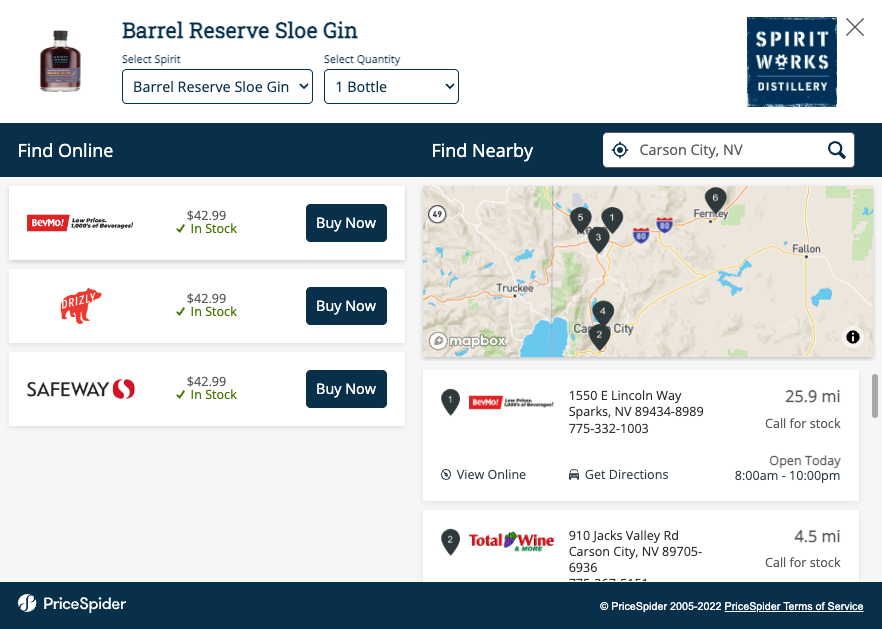 Barrel Reserve Sloe Gin
Select Spirit
Select Quantity
Barrel Reserve Sloe Gin
1 Bottle
SPIRIT
WORKS
DISTILLERY
Find Online
Find Nearby
Carson City, NV
BevMo! Low Prices. 1,000's of Beverages!
$42.99
In Stock
Buy Now
DRIZLY
$42.99
In Stock
Buy Now
SAFEWAY
$42.99
In Stock
Buy Now
49
6
Fernley
5
1
3
80
80
Fallon
Truckee
4
Carson City
2
mapbox
1
BevMo! Low Prices. 1,000's of Beverages!
1550 E Lincoln Way
Sparks, NV 89434-8989
775-332-1003
25.9 mi
Call for stock
View Online
Get Directions
Open Today
8:00am - 10:00pm
2
Total Wine
& MORE
910 Jacks Valley Rd
Carson City, NV 89705-
6936
775-267-5151
4.5 mi
Call for stock
PriceSpider
© PriceSpider 2005-2022 PriceSpider Terms of Service